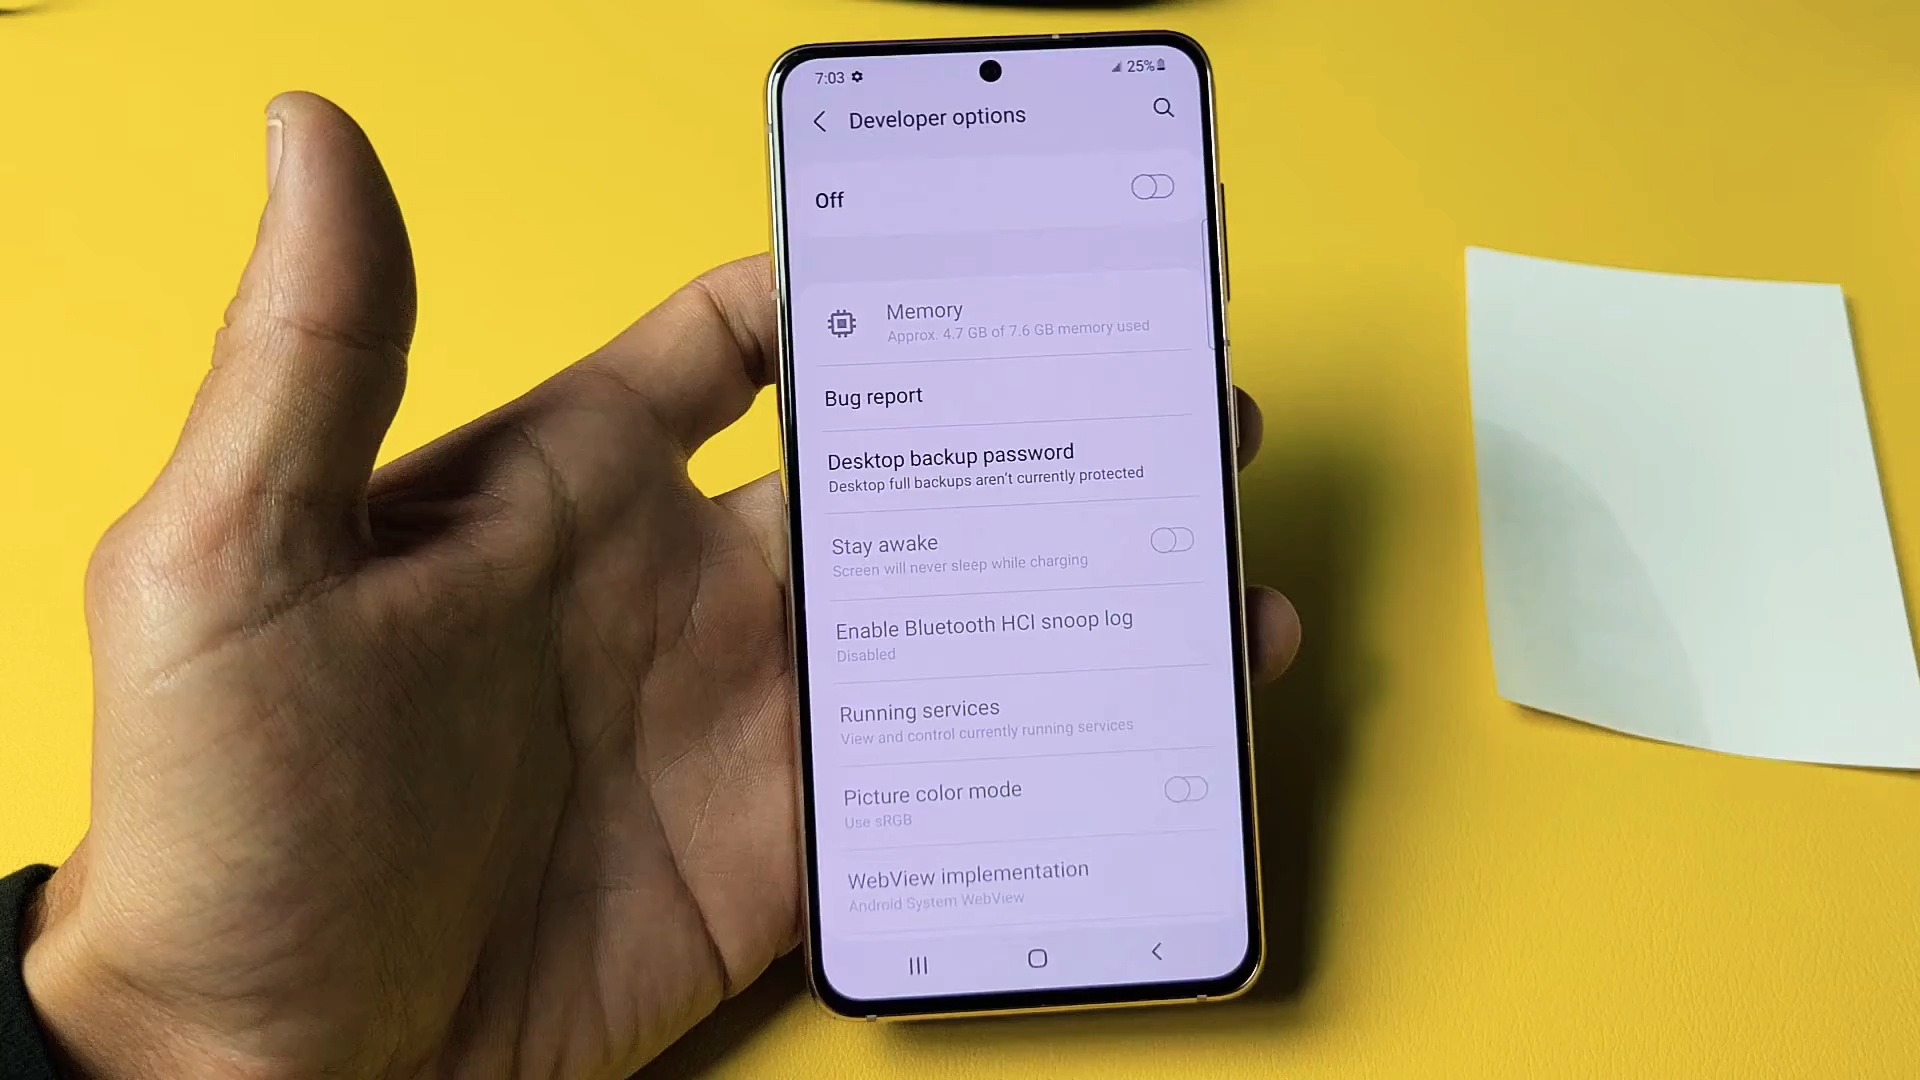 7:03
25%
Developer options
Off
Memory
Approx. 4.7 GB of 7.6 GB memory used
Bug report
Desktop backup password
Desktop full backups aren't currently protected
Stay awake
Screen will never sleep while charging
Enable Bluetooth HCI snoop log
Disabled
Running services
View and control currently running services
Picture color mode
Use sRGB
WebView implementation
Android System WebView